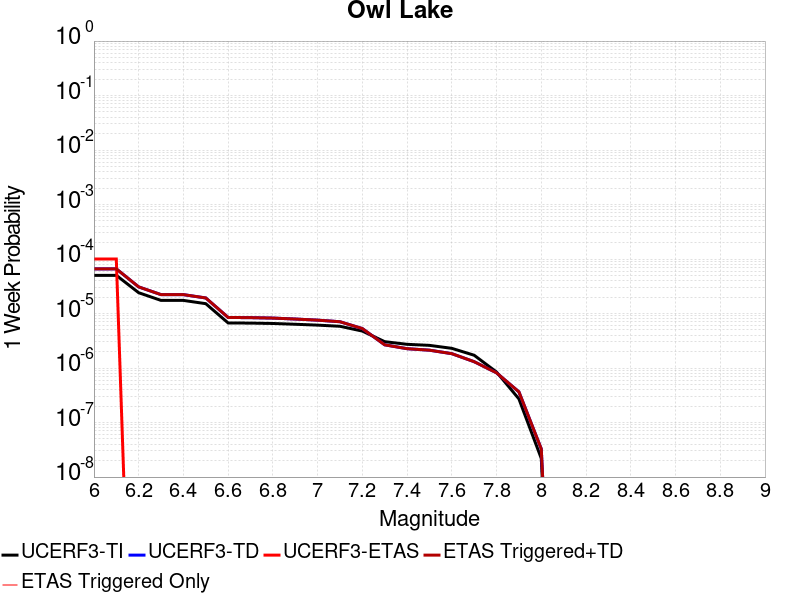 Owl Lake
10^0
10^-1
10^-2
10^-3
10^-4
10^-5
10^-6
10^-7
10^-8
1 Week Probability
6 6.2 6.4 6.6 6.8 7 7.2 7.4 7.6 7.8 8 8.2 8.4 8.6 8.8 9
Magnitude
UCERF3-TI UCERF3-TD UCERF3-ETAS ETAS Triggered+TD
ETAS Triggered Only